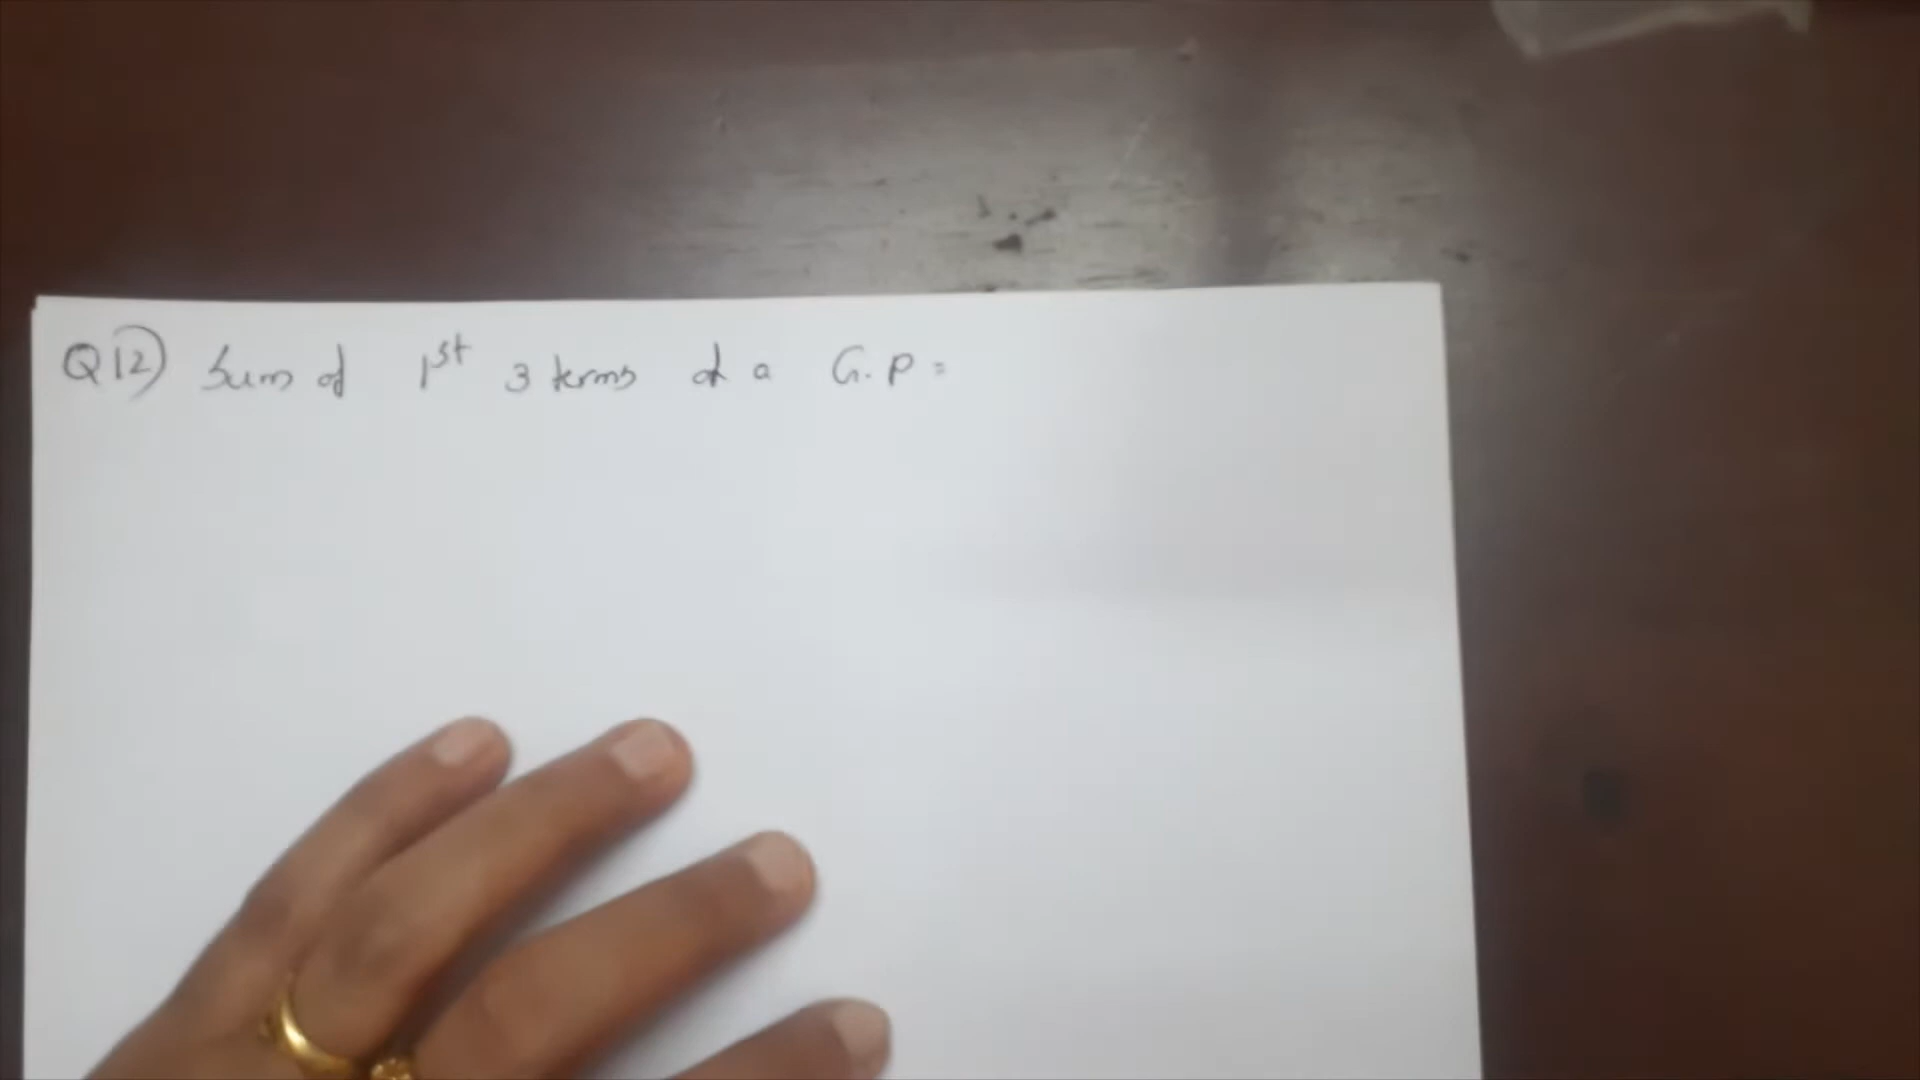 Q12) Sum of 1st 3 terms of a G.P =